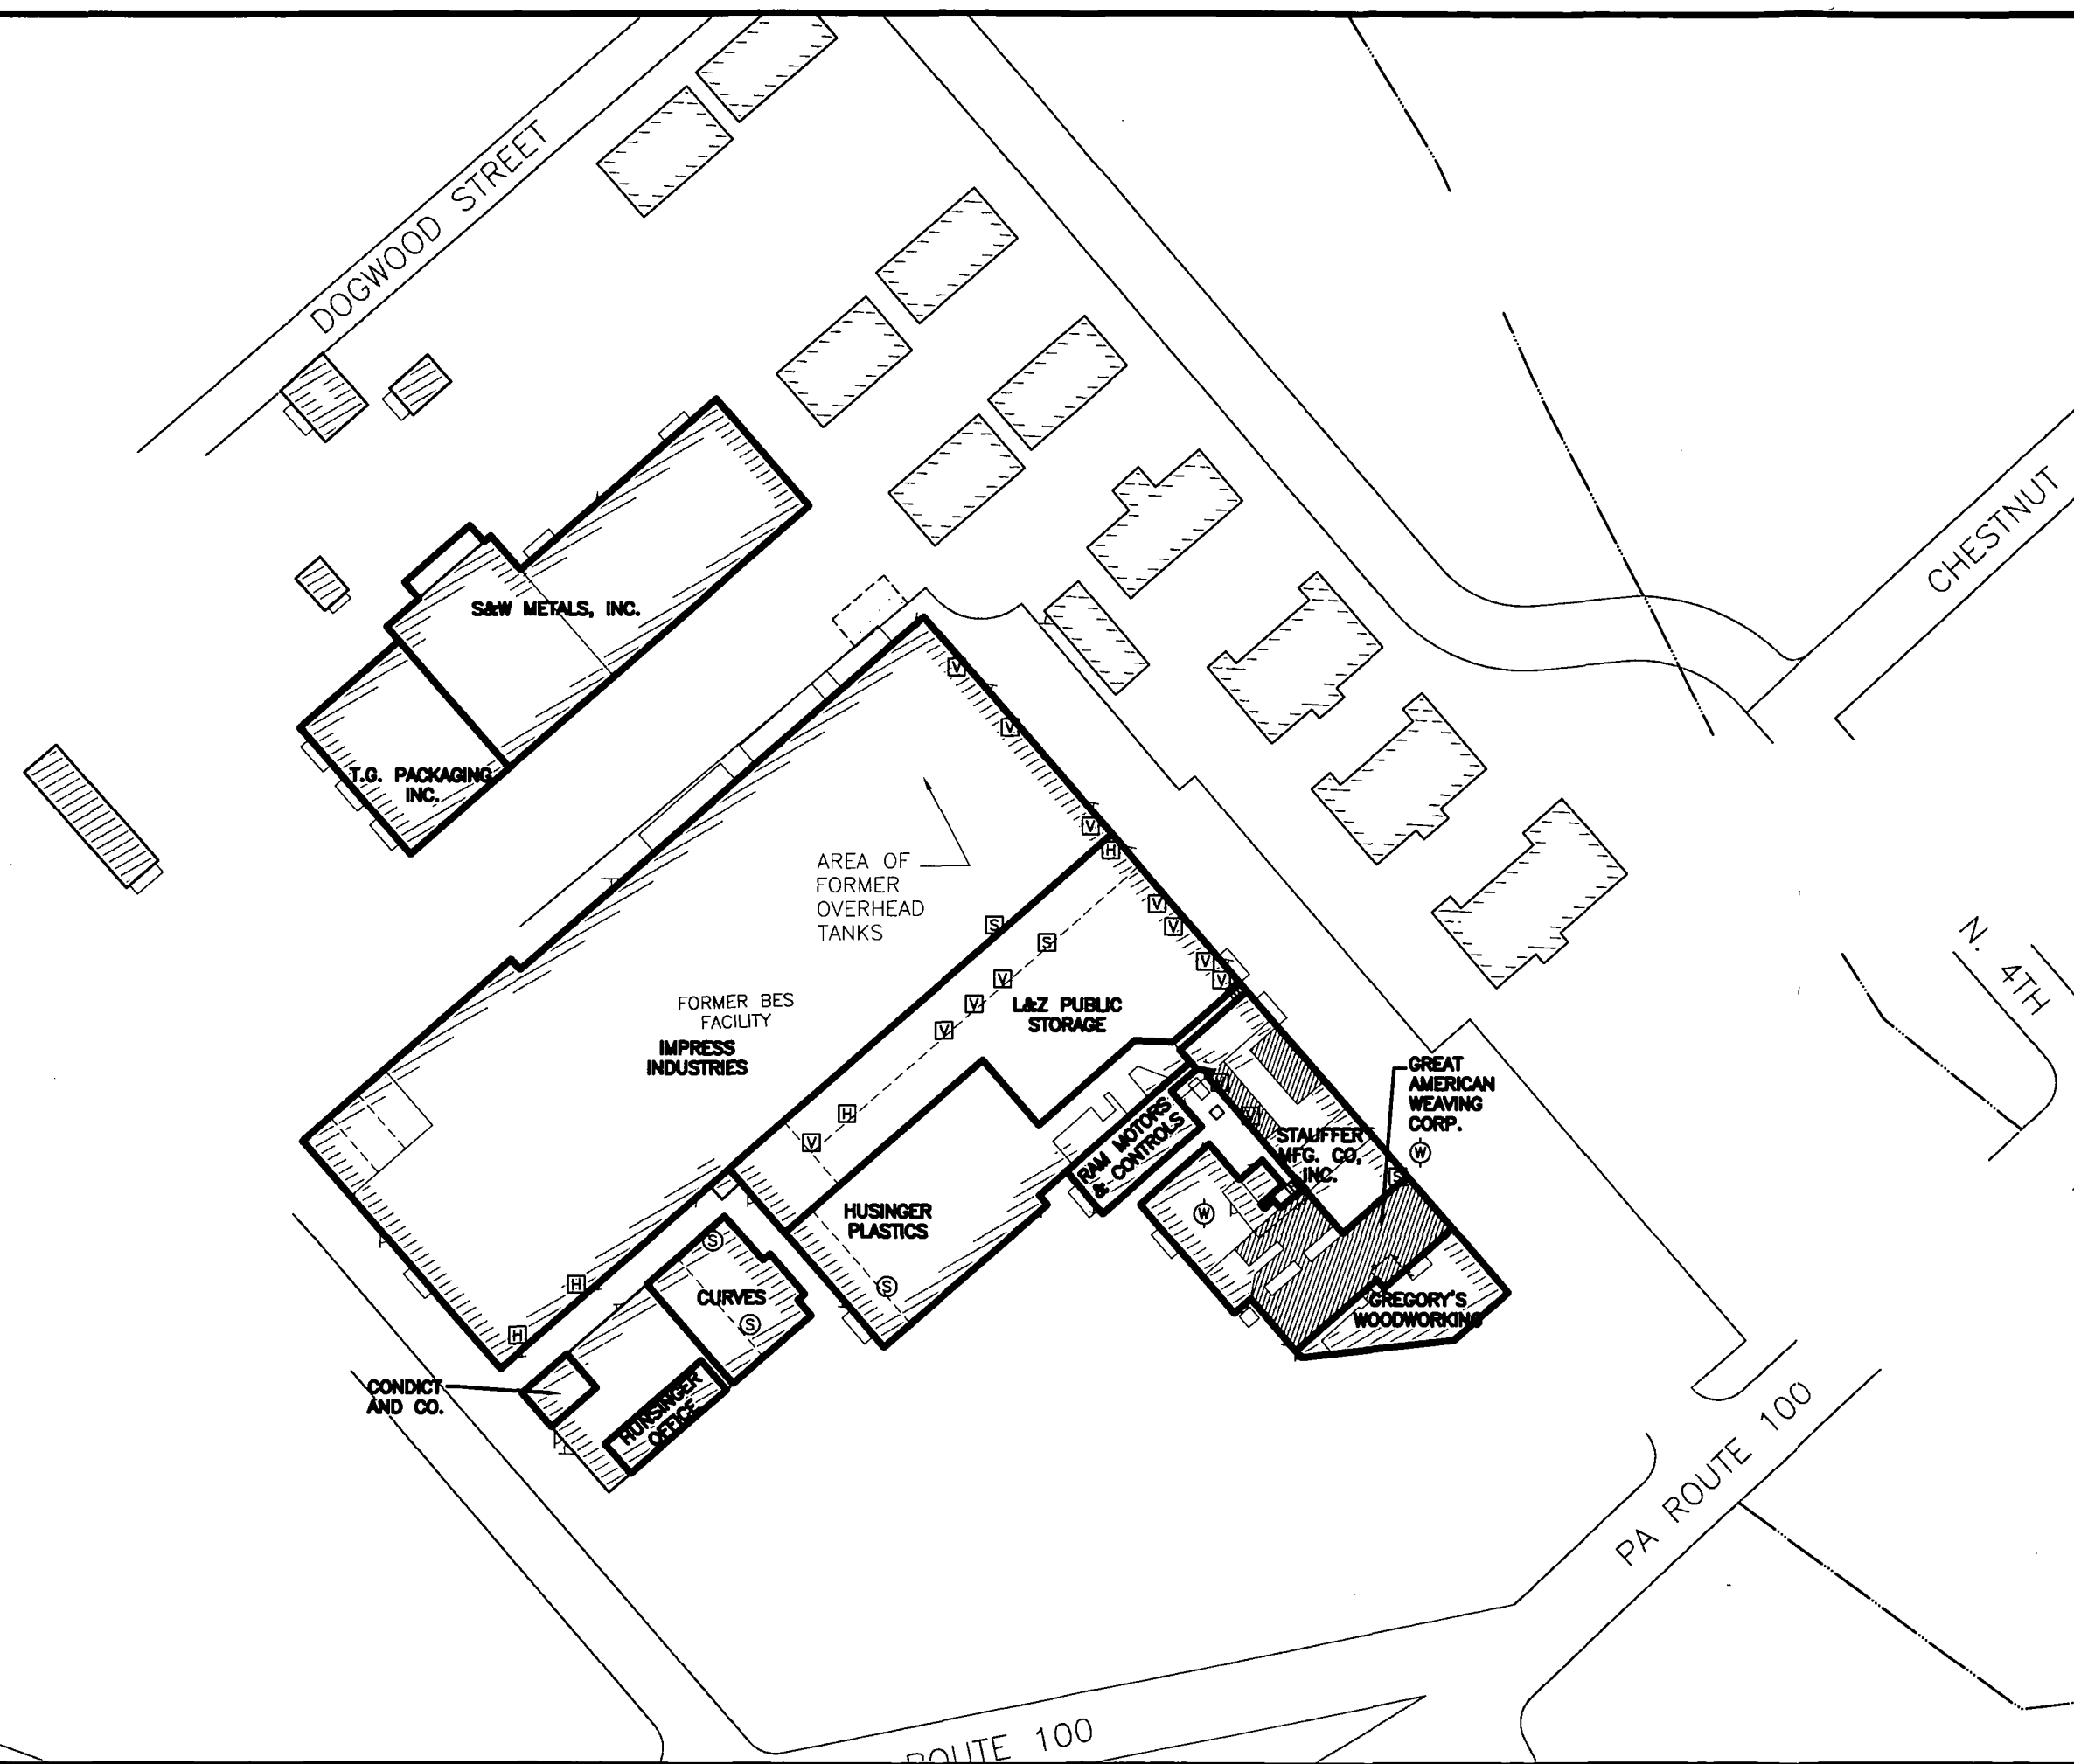 DOGWOOD STREET
CHESTNUT
S&W METALS, INC.
T.G. PACKAGING
INC.
V
V
V
H
AREA OF
FORMER
OVERHEAD
TANKS
V
V
S
S
V
V
V
V
V
N. 4TH
FORMER BES
FACILITY
IMPRESS
INDUSTRIES
L&Z PUBLIC
STORAGE
V
H
V
GREAT
AMERICAN
WEAVING
CORP.
W
RAM MOTORS
& CONTROLS
V
STAUFFER
MFG. CO,
INC.
S
W
HUSINGER
PLASTICS
S
S
H
CURVES
S
H
GREGORY'S
WOODWORKING
CONDICT
AND CO.
HUNSINGER
OFFICE
PA ROUTE 100
ROUTE 100